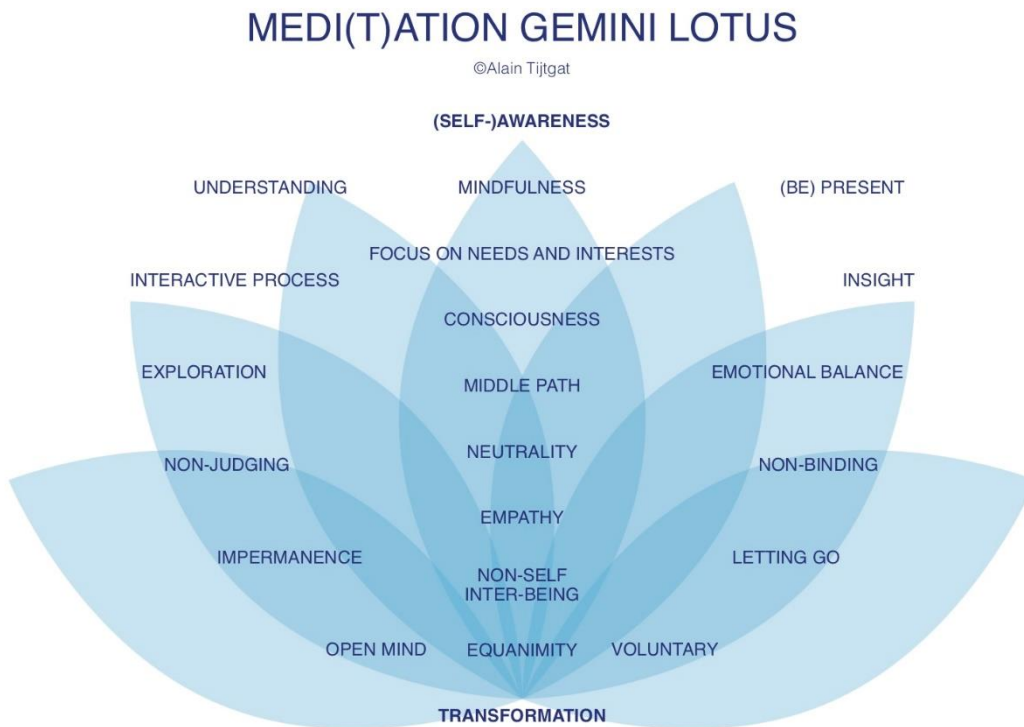 MEDI(T)ATION GEMINI LOTUS
©Alain Tijtgat
(SELF-)AWARENESS
UNDERSTANDING MINDFULNESS (BE) PRESENT
FOCUS ON NEEDS AND INTERESTS
INTERACTIVE PROCESS INSIGHT
CONSCIOUSNESS
EXPLORATION EMOTIONAL BALANCE
MIDDLE PATH
NEUTRALITY
NON-JUDGING NON-BINDING
EMPATHY
IMPERMANENCE LETTING GO
NON-SELF
INTER-BEING
OPEN MIND EQUANIMITY VOLUNTARY
TRANSFORMATION